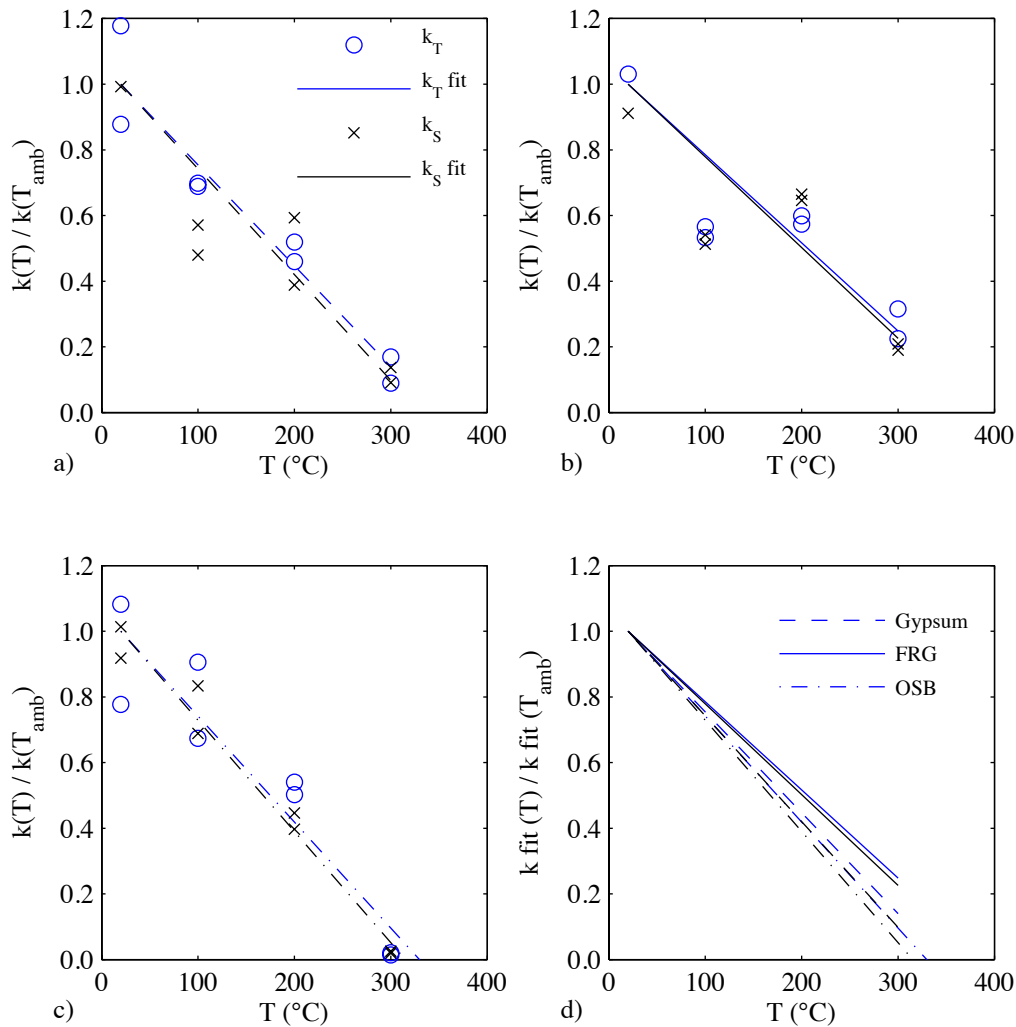 1.2
1.0
0.8
0.6
0.4
0.2
0.0
k(T) / k(T_amb)
k_T
k_T fit
k_S
k_S fit
0 100 200 300 400
a) T (°C)
1.2
1.0
0.8
0.6
0.4
0.2
0.0
k(T) / k(T_amb)
0 100 200 300 400
b) T (°C)
1.2
1.0
0.8
0.6
0.4
0.2
0.0
k(T) / k(T_amb)
0 100 200 300 400
c) T (°C)
1.2
1.0
0.8
0.6
0.4
0.2
0.0
k fit (T) / k fit (T_amb)
Gypsum
FRG
OSB
0 100 200 300 400
d) T (°C)